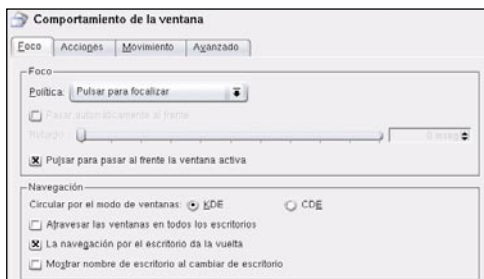 Comportamiento de la ventana
Foco Acciones Movimiento Avanzado
Foco
Política: Pulsar para focalizar
Pasar automáticamente al frente
Retardo: 0 mseg
Pulsar para pasar al frente la ventana activa
Navegación
Circular por el modo de ventanas: KDE CDE
Atravesar las ventanas en todos los escritorios
La navegación por el escritorio da la vuelta
Mostrar nombre de escritorio al cambiar de escritorio